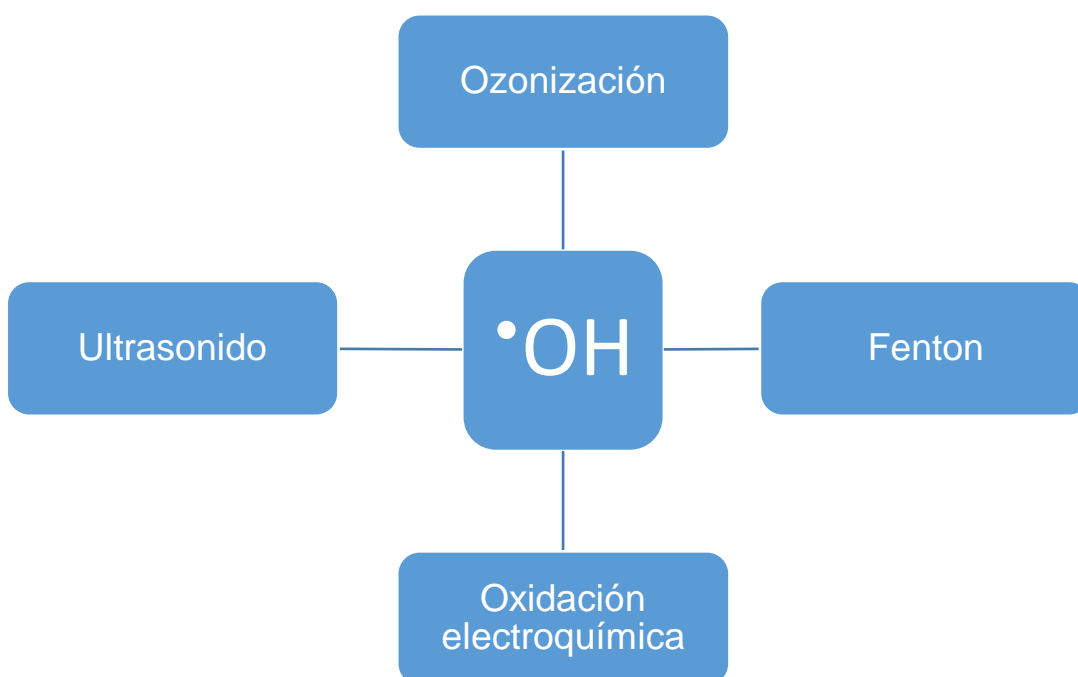 Ozonización
Ultrasonido
•OH
Fenton
Oxidación
electroquímica